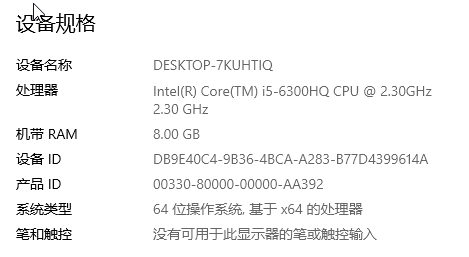 设备规格
设备名称 DESKTOP-7KUHTIQ
处理器 Intel(R) Core(TM) i5-6300HQ CPU @ 2.30GHz
2.30 GHz
机带 RAM 8.00 GB
设备 ID DB9E40C4-9B36-4BCA-A283-B77D4399614A
产品 ID 00330-80000-00000-AA392
系统类型 64 位操作系统, 基于 x64 的处理器
笔和触控 没有可用于此显示器的笔或触控输入